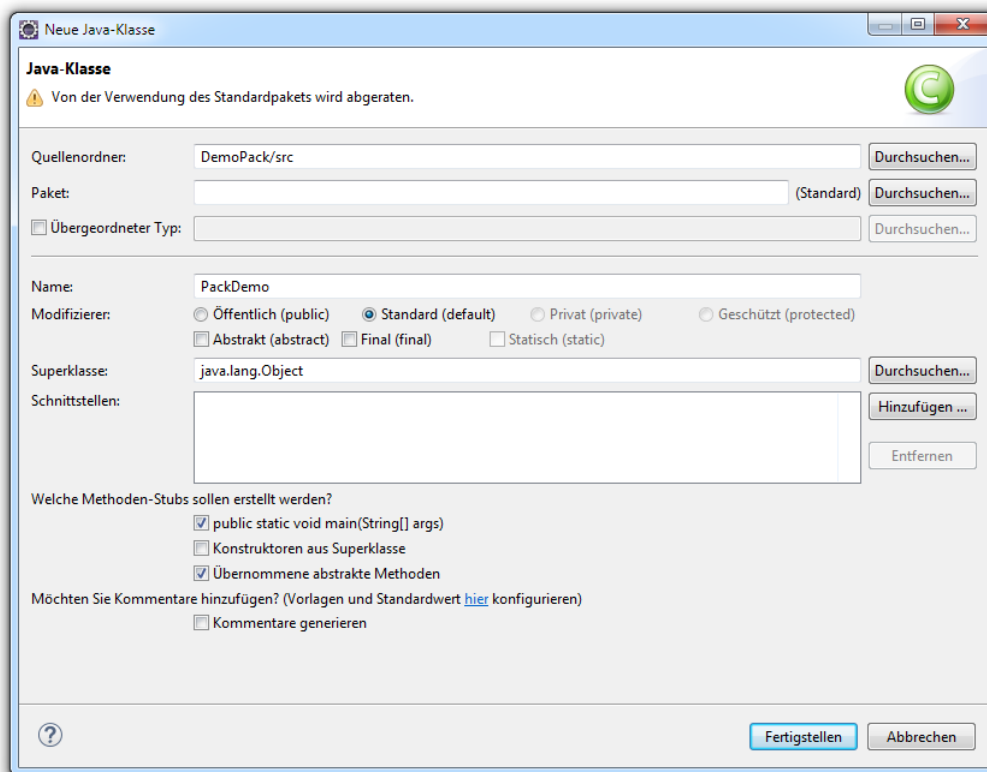 Neue Java-Klasse
Java-Klasse
Von der Verwendung des Standardpakets wird abgeraten.
Quellenordner: DemoPack/src Durchsuchen...
Paket: (Standard) Durchsuchen...
Übergeordneter Typ: Durchsuchen...
Name: PackDemo
Modifizierer: Öffentlich (public) Standard (default) Privat (private) Geschützt (protected)
Abstrakt (abstract) Final (final) Statisch (static)
Superklasse: java.lang.Object Durchsuchen...
Schnittstellen: Hinzufügen ...
Entfernen
Welche Methoden-Stubs sollen erstellt werden?
public static void main(String[] args)
Konstruktoren aus Superklasse
Übernommene abstrakte Methoden
Möchten Sie Kommentare hinzufügen? (Vorlagen und Standardwert hier konfigurieren)
Kommentare generieren
Fertigstellen Abbrechen